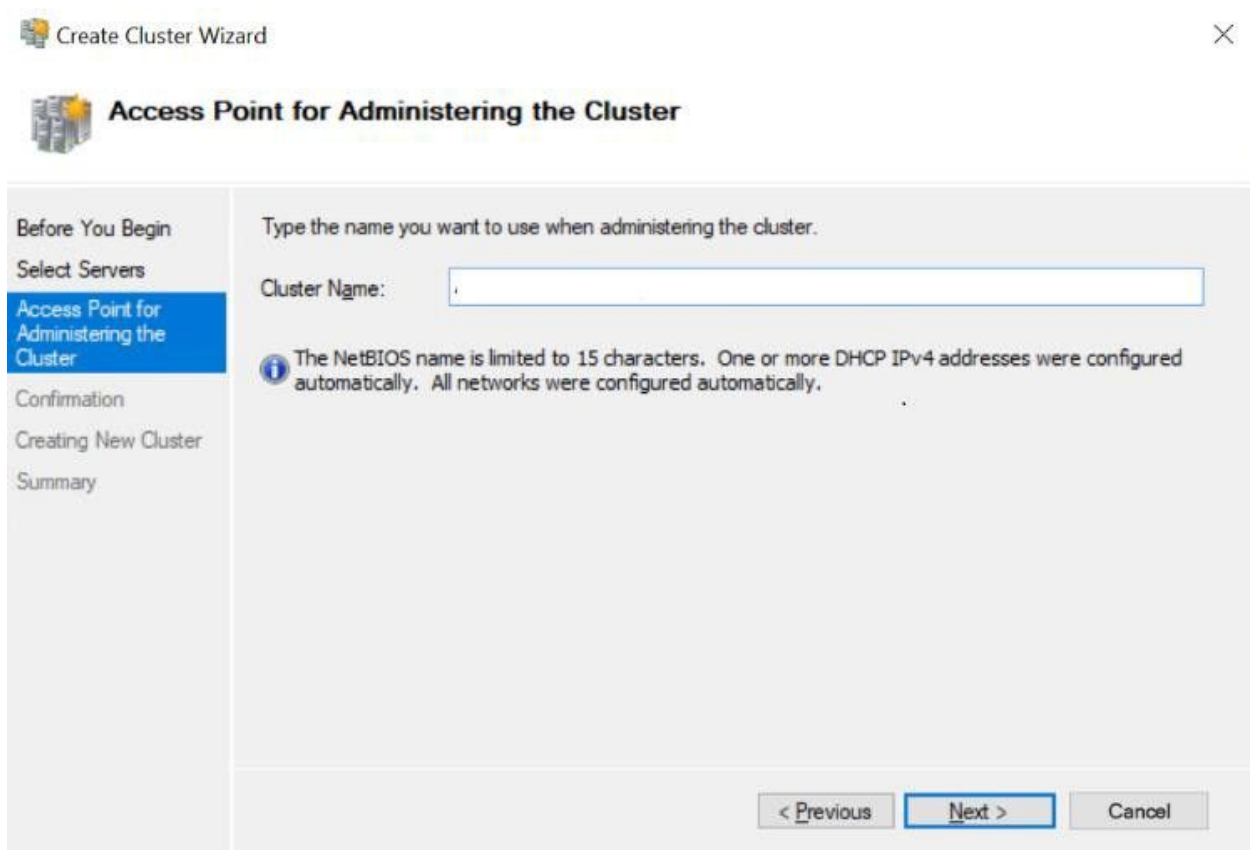 Create Cluster Wizard
Access Point for Administering the Cluster
Before You Begin
Select Servers
Access Point for
Administering the
Cluster
Confirmation
Creating New Cluster
Summary
Type the name you want to use when administering the cluster.
Cluster Name:
The NetBIOS name is limited to 15 characters. One or more DHCP IPv4 addresses were configured
automatically. All networks were configured automatically.
< Previous
Next >
Cancel